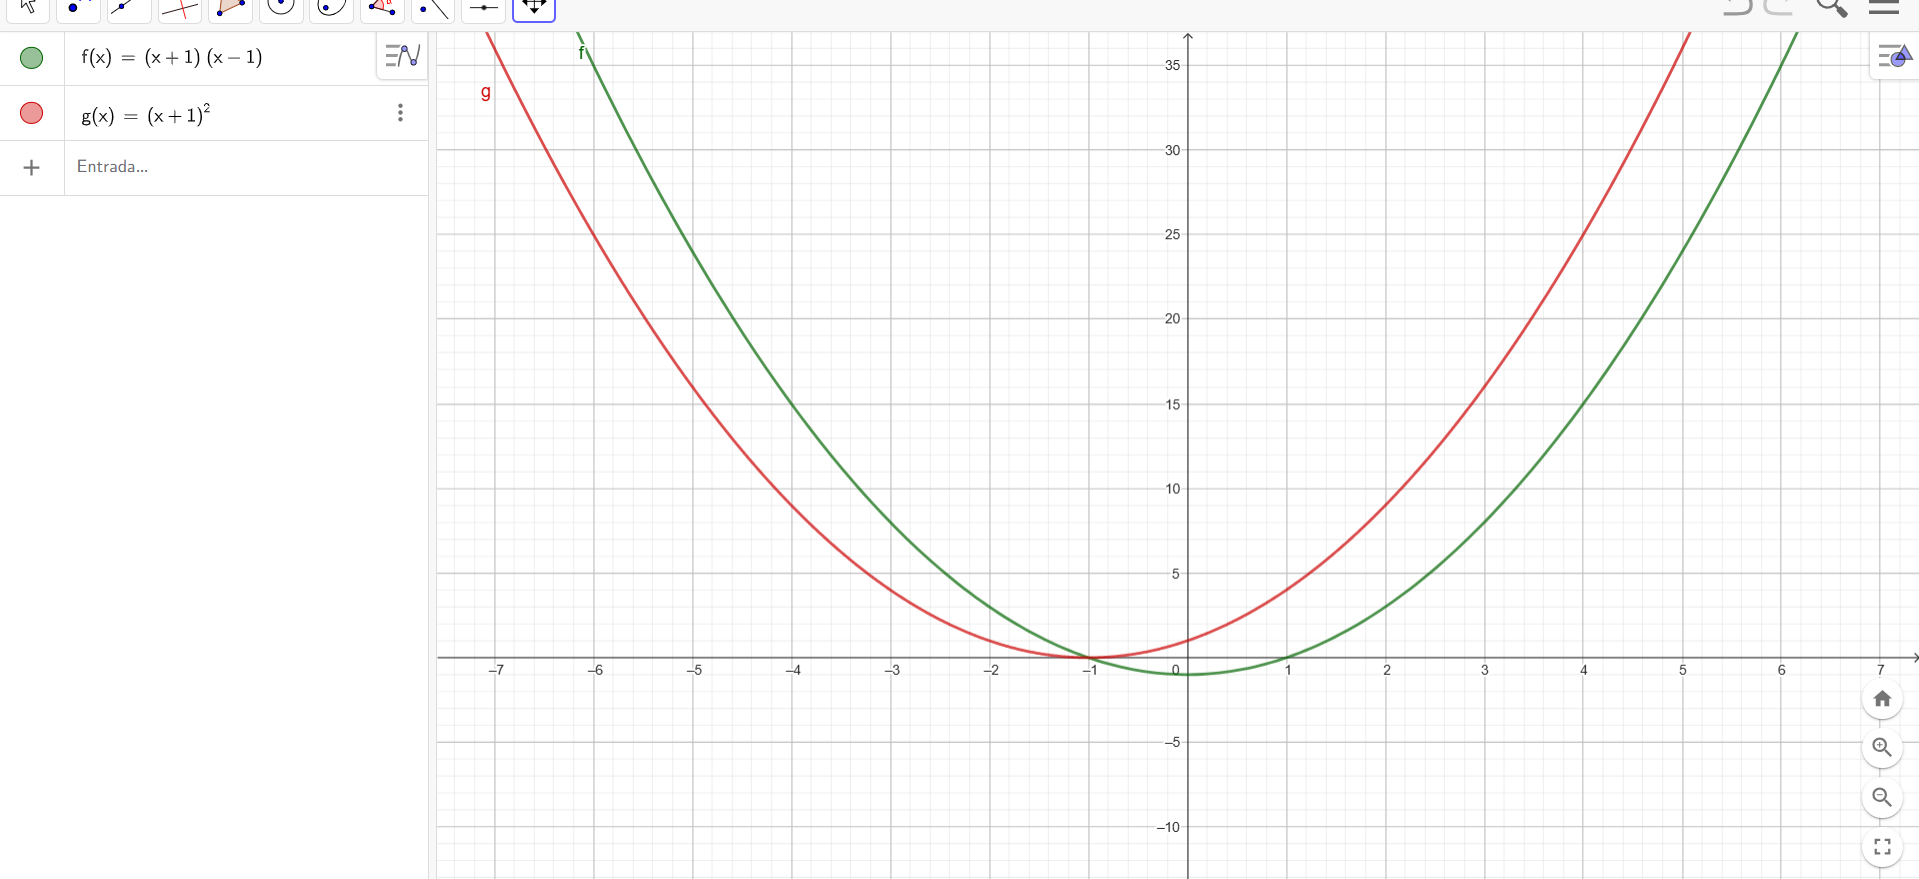 f(x) = (x + 1) (x − 1)
g(x) = (x + 1)²
Entrada...
f
g
35
30
25
20
15
10
5
−7 −6 −5 −4 −3 −2 −1 0 1 2 3 4 5 6 7
−5
−10